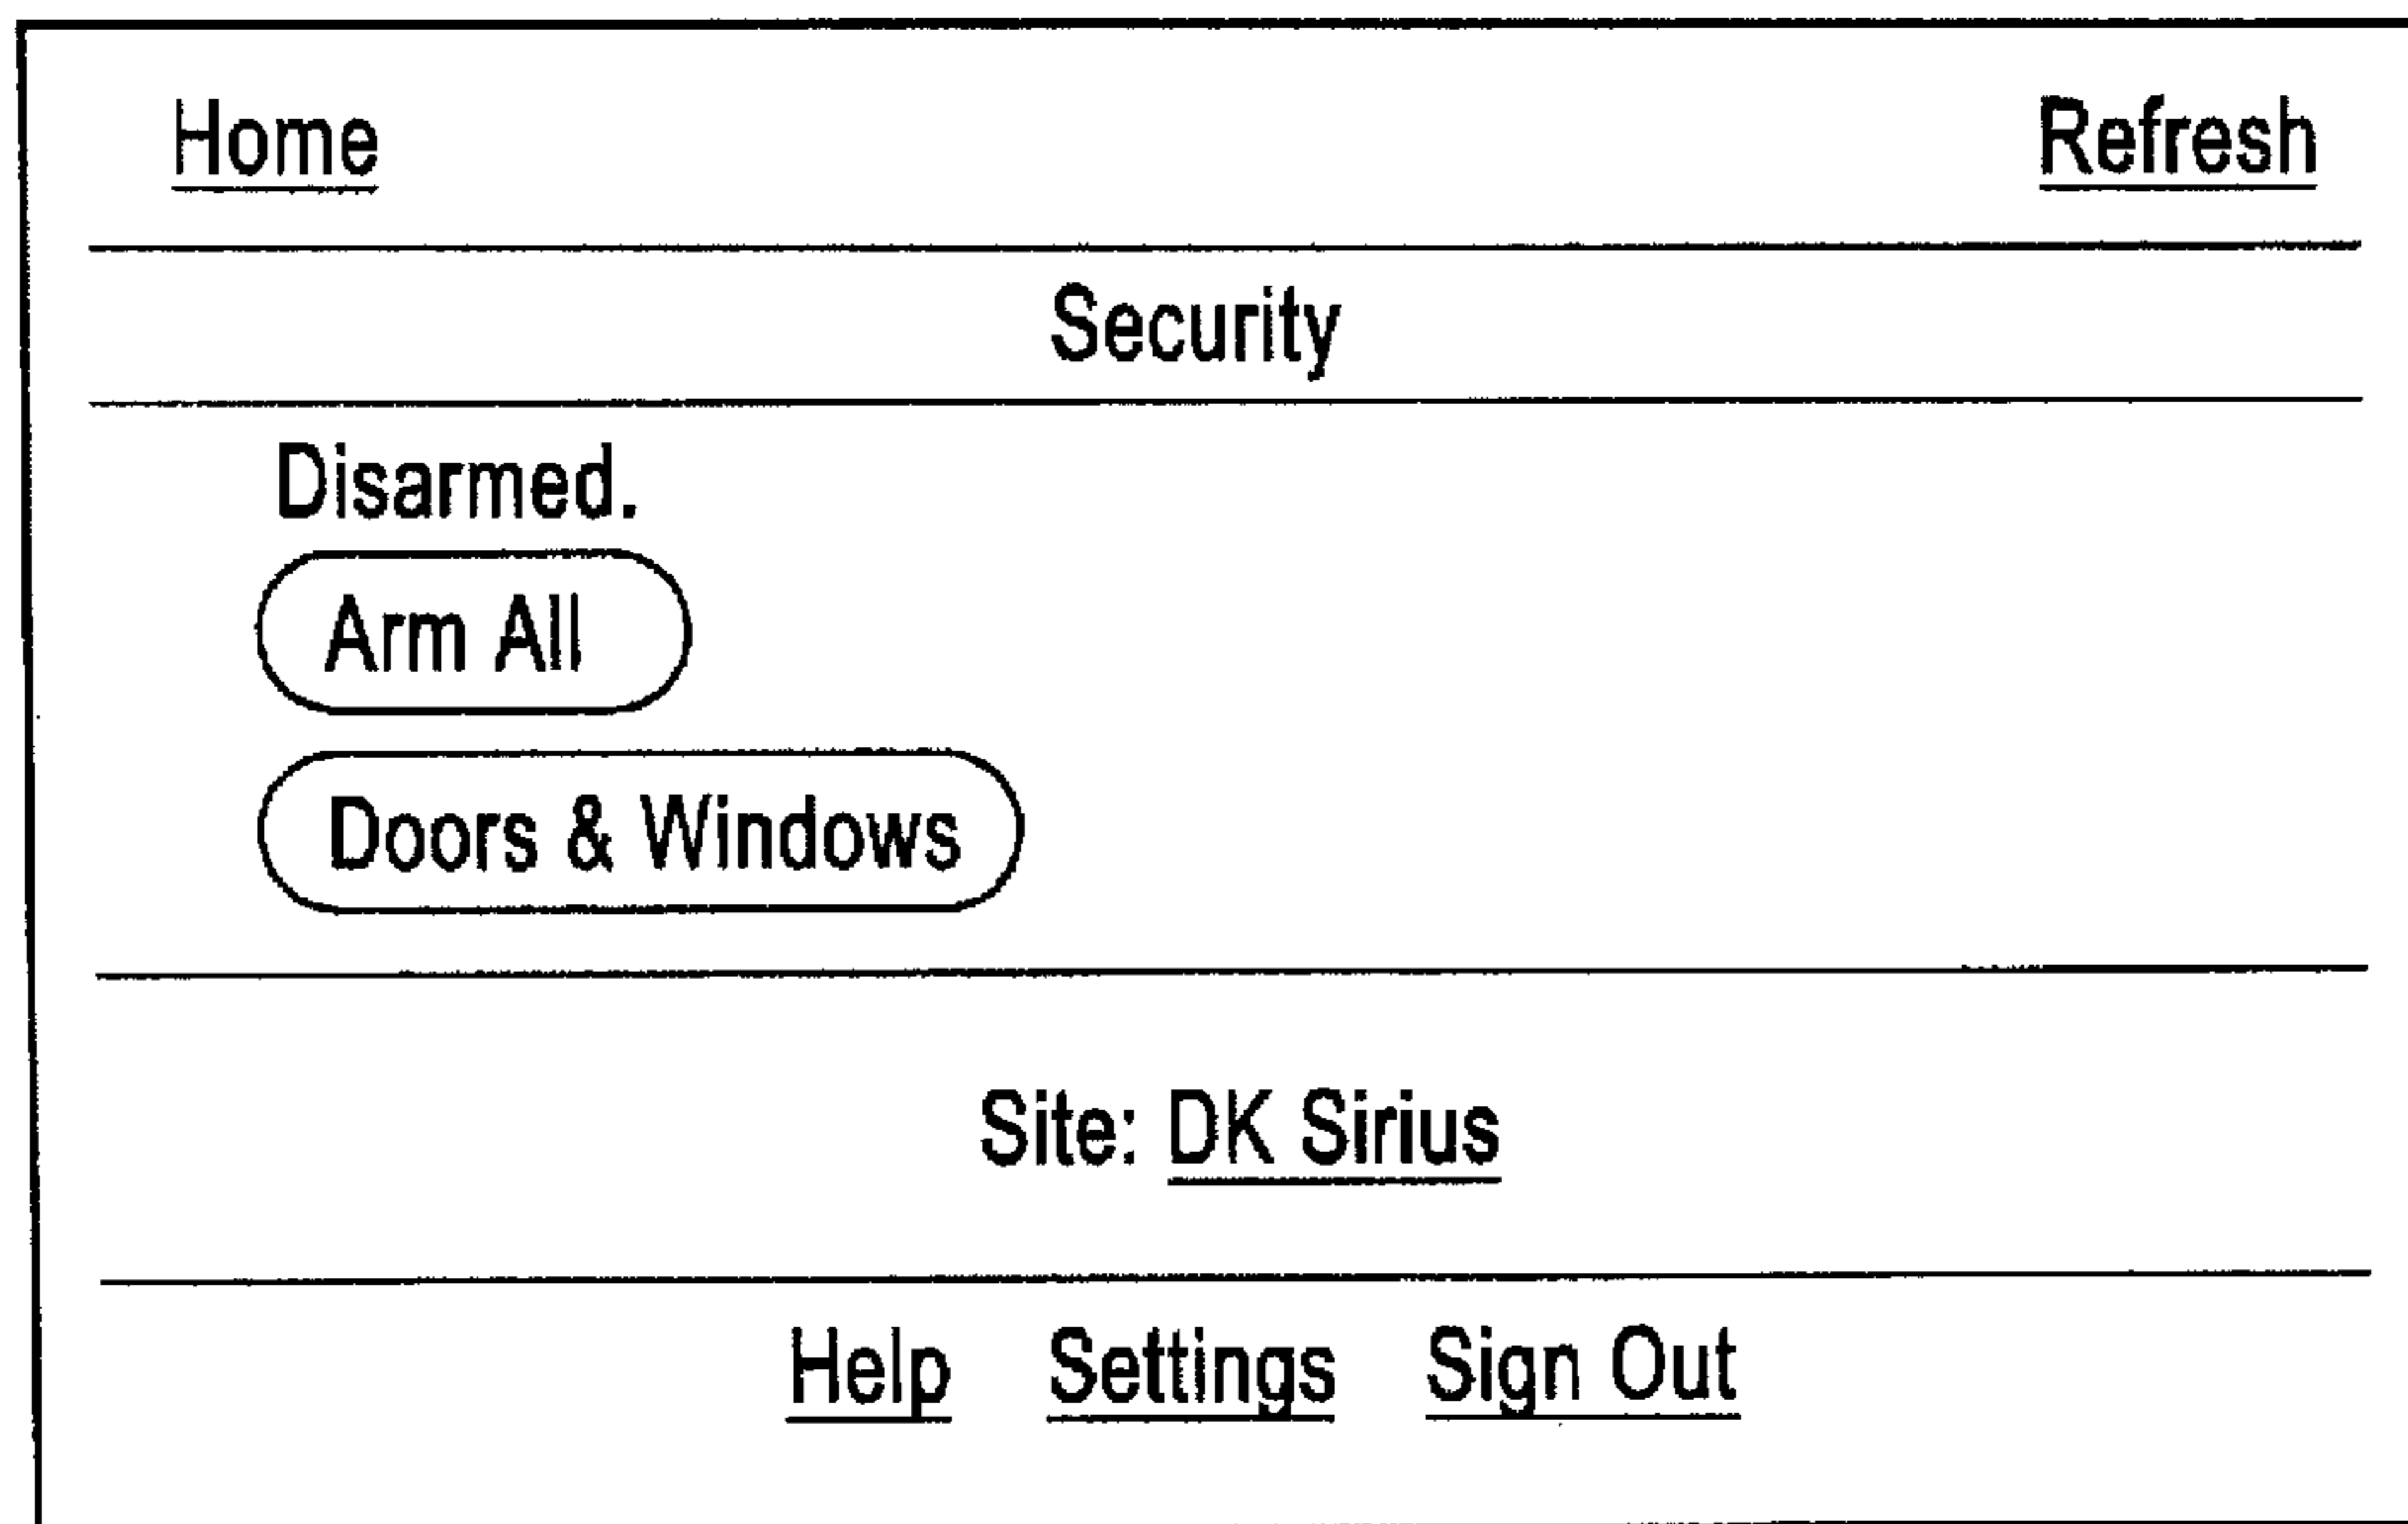 Home Refresh
Security
Disarmed.
Arm All
Doors & Windows
Site: DK Sirius
Help Settings Sign Out